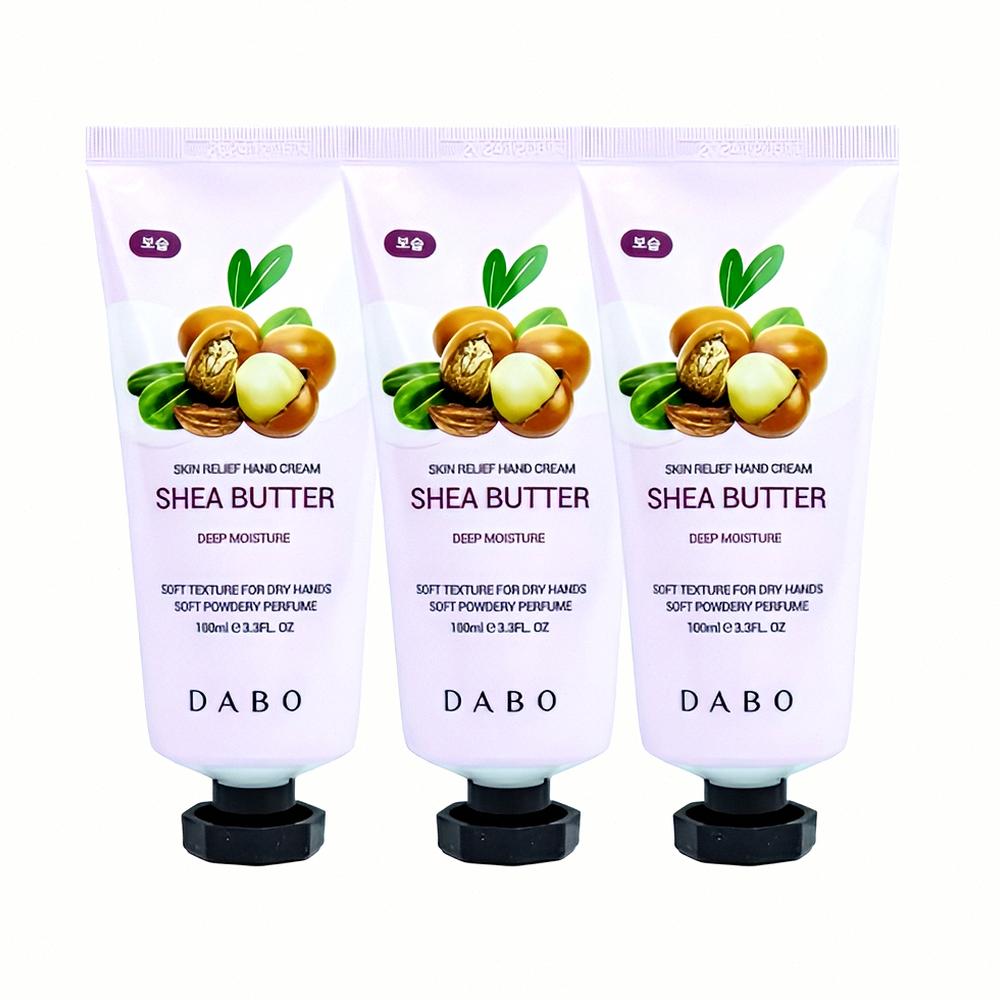 보습
SKIN RELIEF HAND CREAM
SHEA BUTTER
DEEP MOISTURE
SOFT TEXTURE FOR DRY HANDS
SOFT POWDERY PERFUME
100ml e 3.3FL. OZ
DABO
보습
SKIN RELIEF HAND CREAM
SHEA BUTTER
DEEP MOISTURE
SOFT TEXTURE FOR DRY HANDS
SOFT POWDERY PERFUME
100ml e 3.3FL. OZ
DABO
보습
SKIN RELIEF HAND CREAM
SHEA BUTTER
DEEP MOISTURE
SOFT TEXTURE FOR DRY HANDS
SOFT POWDERY PERFUME
100ml e 3.3FL. OZ
DABO